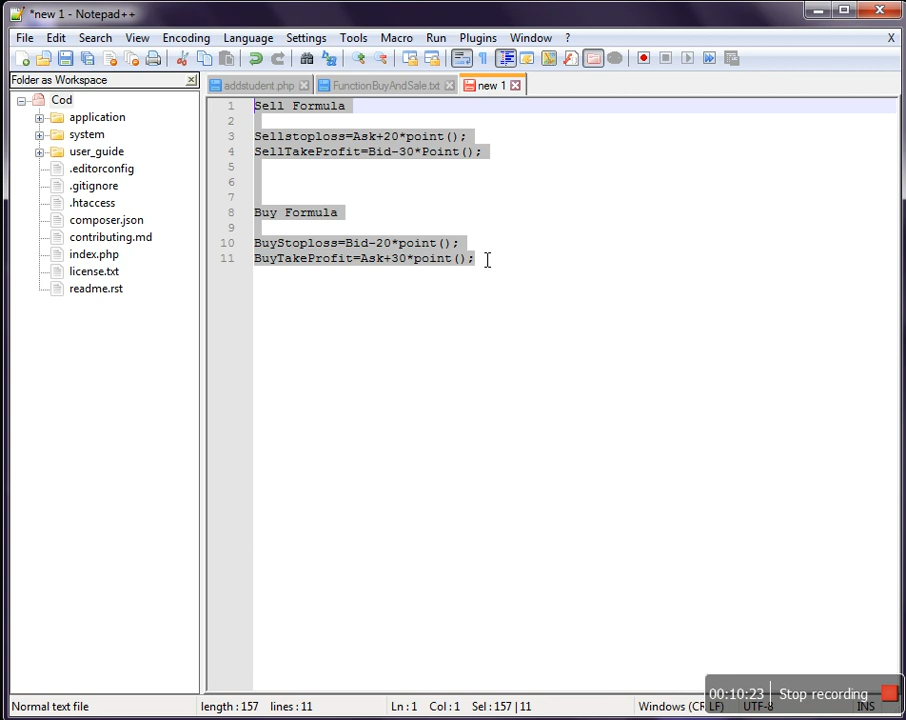 *new 1 - Notepad++
File Edit Search View Encoding Language Settings Tools Macro Run Plugins Window ? X
Folder as Workspace
addstudent.php FunctionBuyAndSale.txt new 1
Cod
application
system
user_guide
.editorconfig
.gitignore
.htaccess
composer.json
contributing.md
index.php
license.txt
readme.rst
1 Sell Formula
2
3 Sellstoploss=Ask+20*point();
4 SellTakeProfit=Bid-30*Point();
5
6
7
8 Buy Formula
9
10 BuyStoploss=Bid-20*point();
11 BuyTakeProfit=Ask+30*point();
00:10:23 Stop recording
Normal text file length : 157 lines : 11 Ln : 1 Col : 1 Sel : 157 | 11 Windows (CR LF) UTF-8 INS